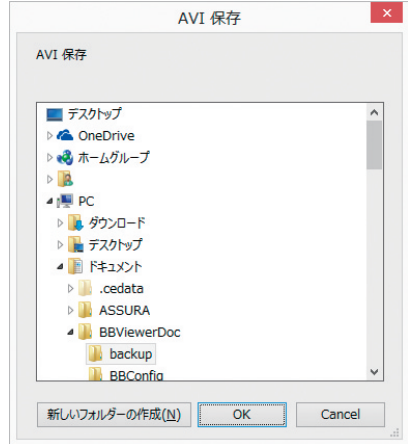 AVI 保存
AVI 保存
デスクトップ
OneDrive
ホームグループ
PC
ダウンロード
デスクトップ
ドキュメント
.cedata
ASSURA
BBViewerDoc
backup
BBConfig
新しいフォルダーの作成(N) OK Cancel